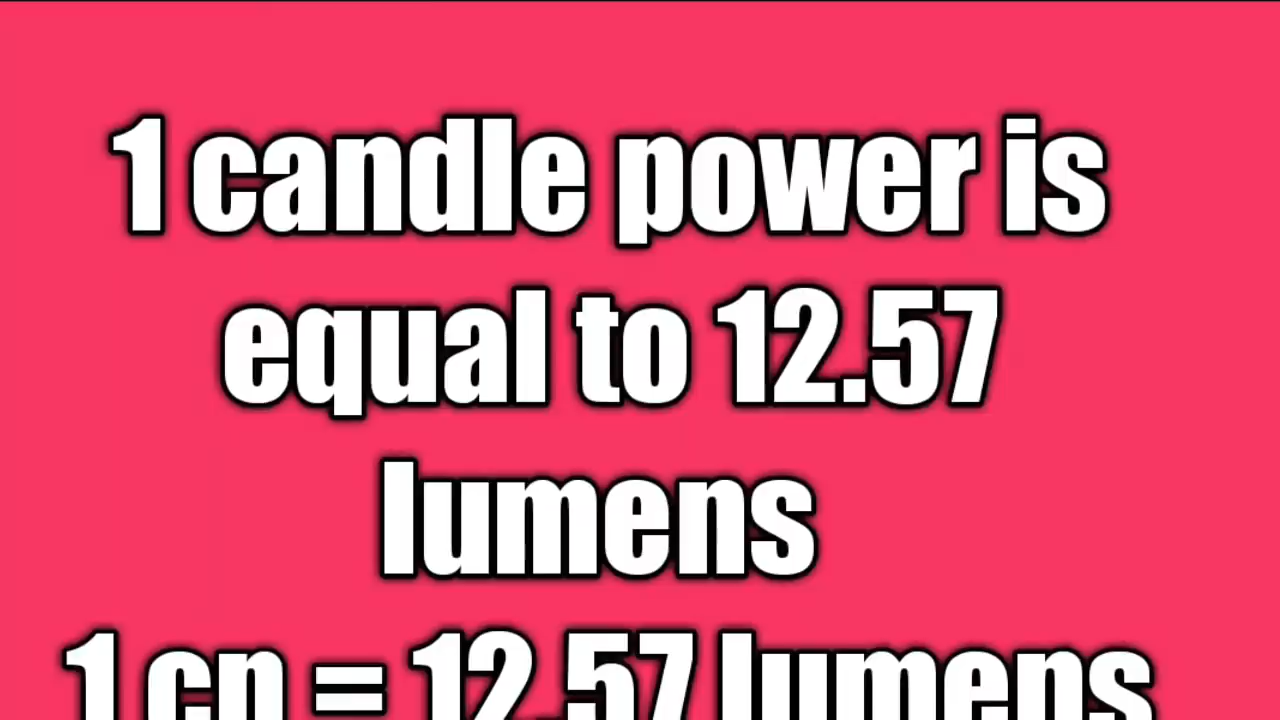 1 candle power is
equal to 12.57
lumens
1 cp = 12.57 lumens